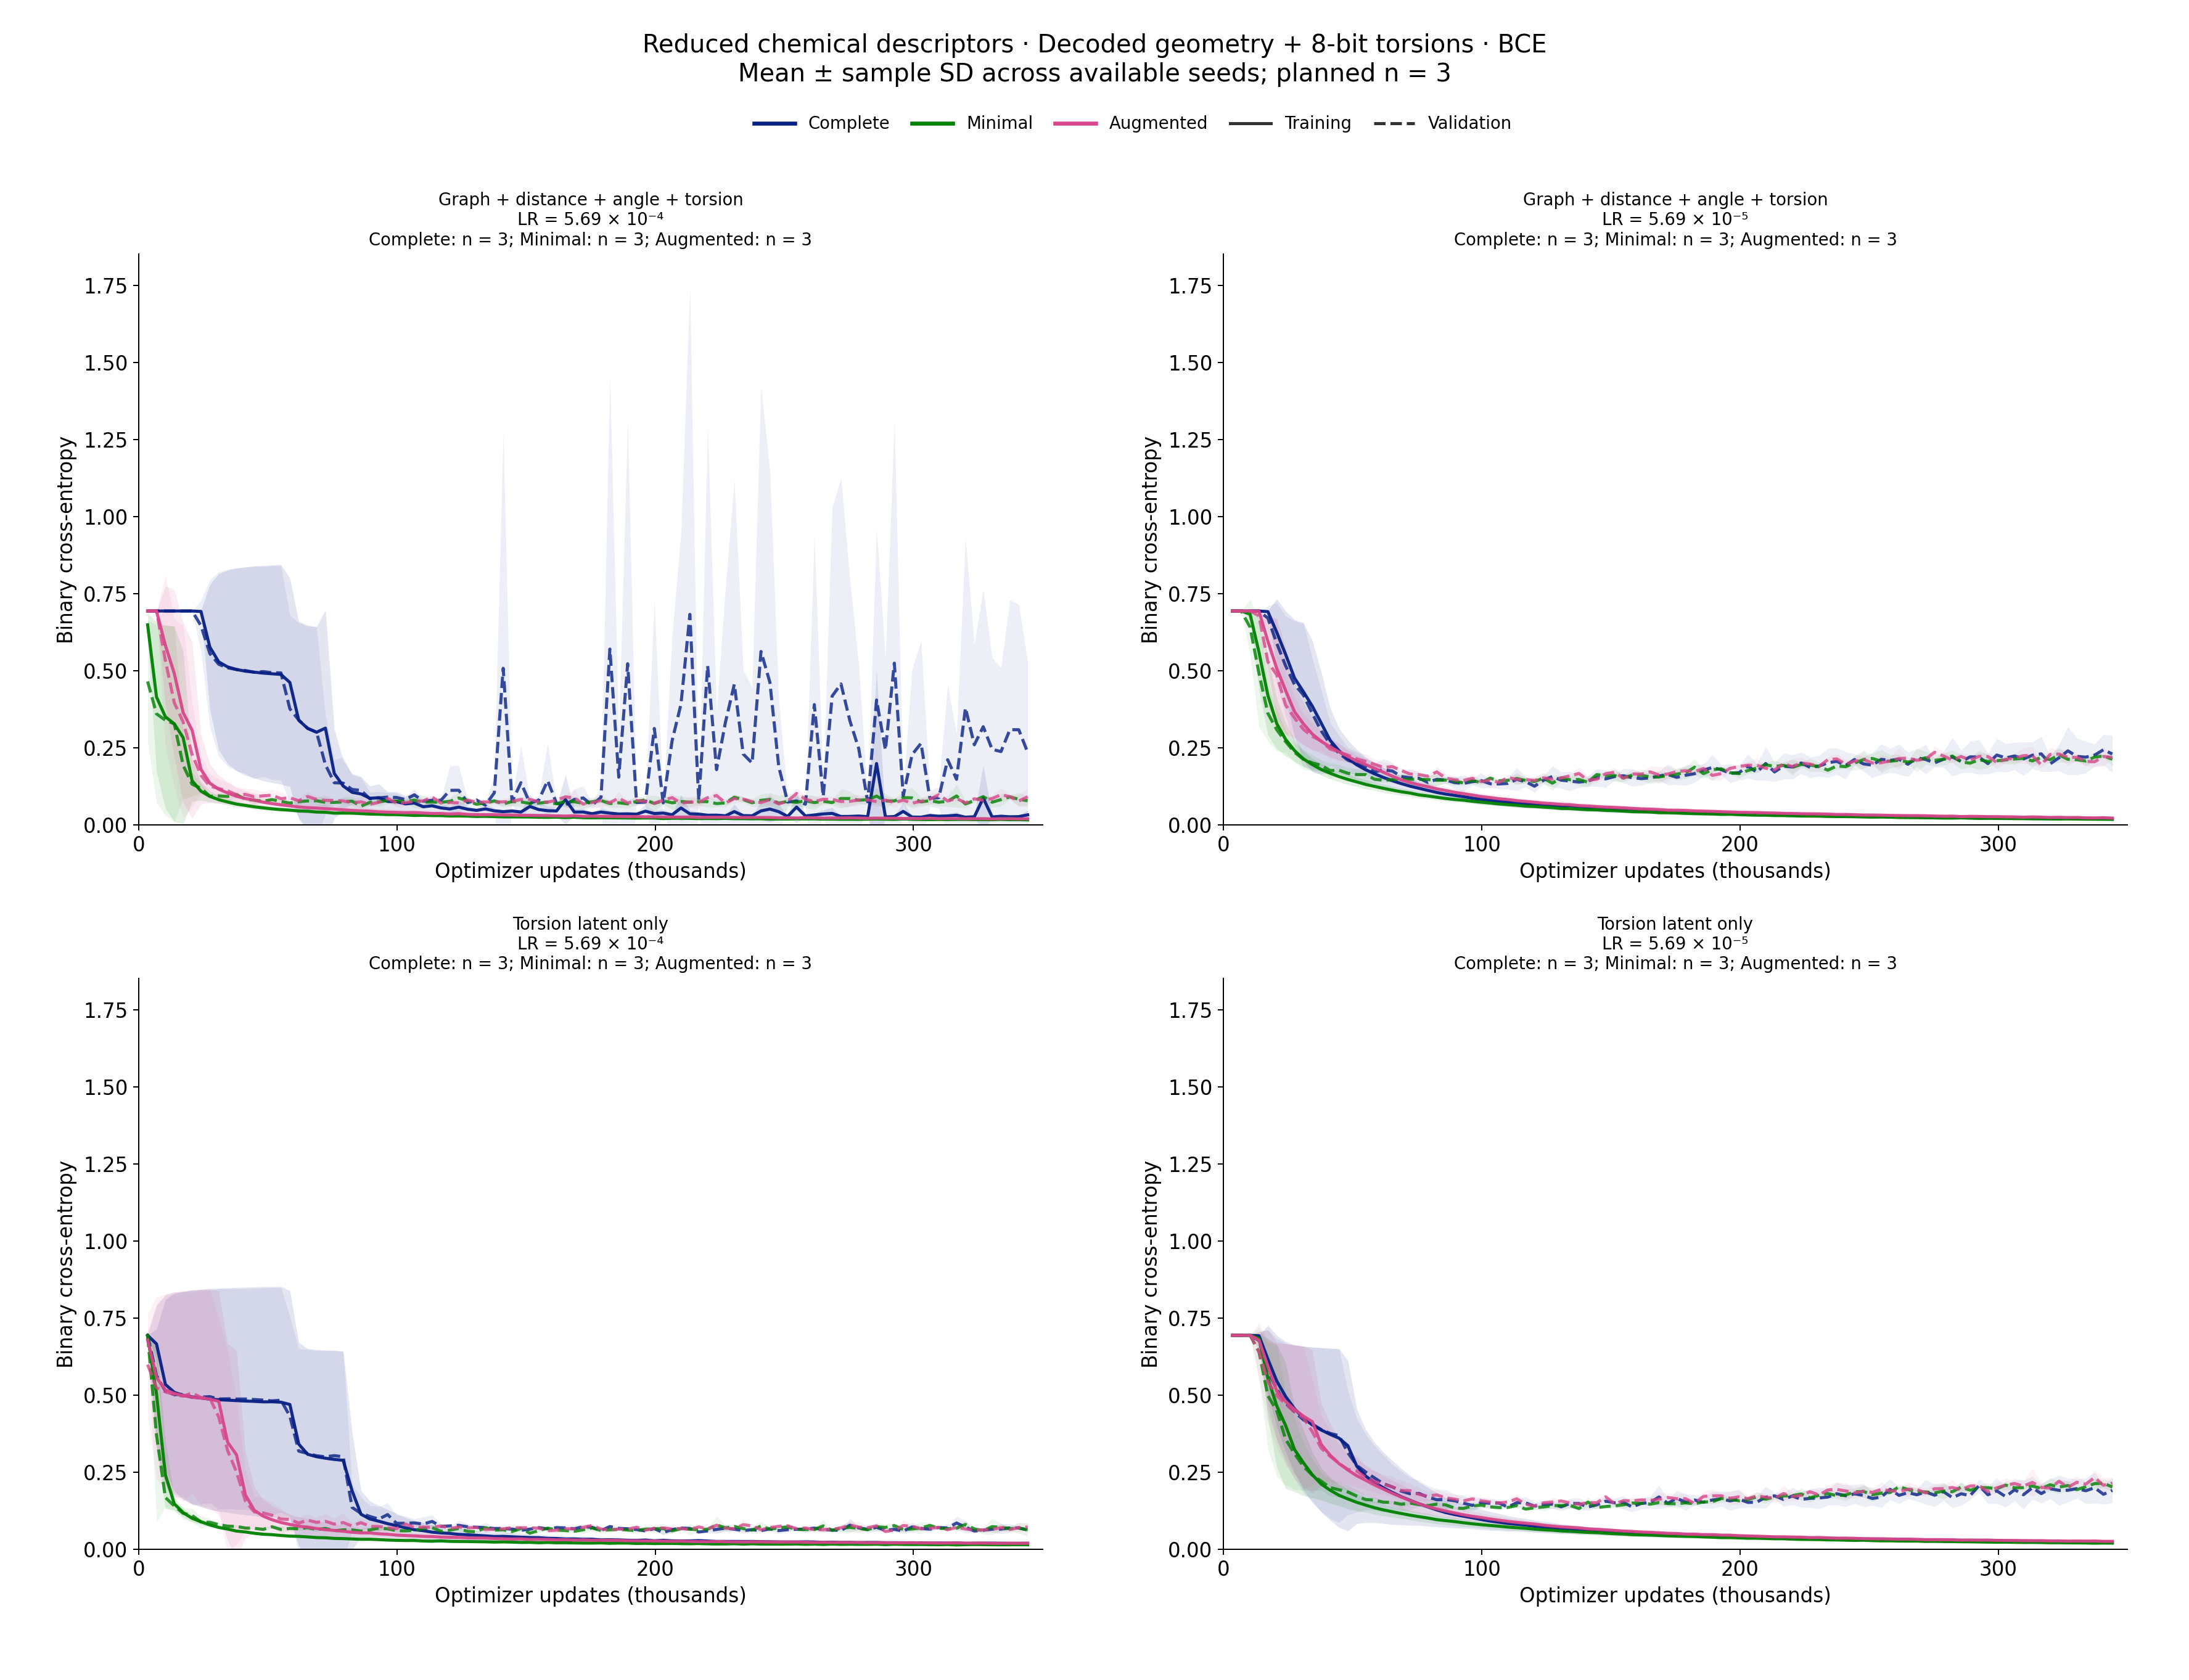 Reduced chemical descriptors · Decoded geometry + 8-bit torsions · BCE
Mean ± sample SD across available seeds; planned n = 3
Complete Minimal Augmented Training Validation
Graph + distance + angle + torsion
LR = 5.69 × 10⁻⁴
Complete: n = 3; Minimal: n = 3; Augmented: n = 3
1.75
1.50
1.25
1.00
0.75
0.50
0.25
0.00
Binary cross-entropy
0 100 200 300
Optimizer updates (thousands)
Graph + distance + angle + torsion
LR = 5.69 × 10⁻⁵
Complete: n = 3; Minimal: n = 3; Augmented: n = 3
1.75
1.50
1.25
1.00
0.75
0.50
0.25
0.00
Binary cross-entropy
0 100 200 300
Optimizer updates (thousands)
Torsion latent only
LR = 5.69 × 10⁻⁴
Complete: n = 3; Minimal: n = 3; Augmented: n = 3
1.75
1.50
1.25
1.00
0.75
0.50
0.25
0.00
Binary cross-entropy
0 100 200 300
Optimizer updates (thousands)
Torsion latent only
LR = 5.69 × 10⁻⁵
Complete: n = 3; Minimal: n = 3; Augmented: n = 3
1.75
1.50
1.25
1.00
0.75
0.50
0.25
0.00
Binary cross-entropy
0 100 200 300
Optimizer updates (thousands)